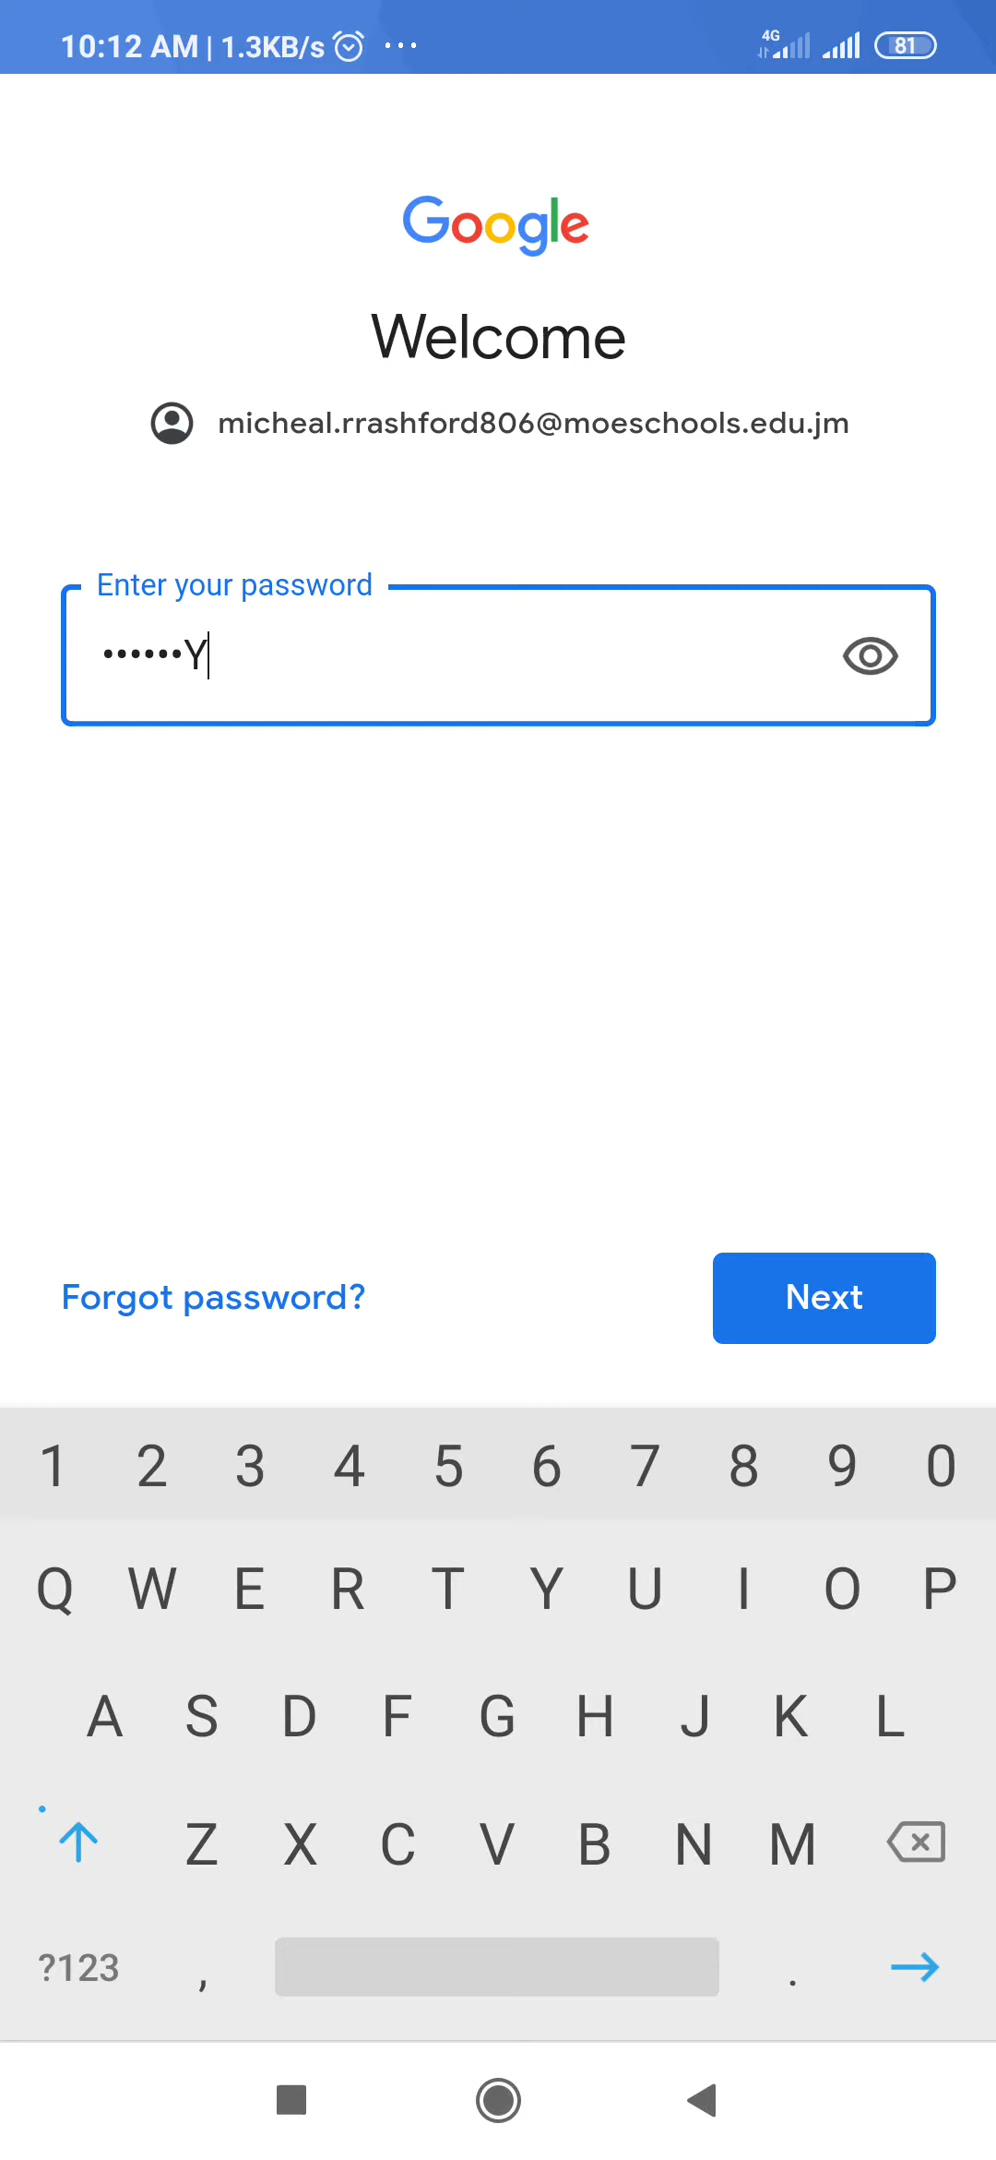 10:12 AM | 1.3KB/s ... 4G 81
Google
Welcome
micheal.rrashford806@moeschools.edu.jm
Enter your password
••••••Y
Forgot password? Next
1 2 3 4 5 6 7 8 9 0
Q W E R T Y U I O P
A S D F G H J K L
Z X C V B N M
?123 , .